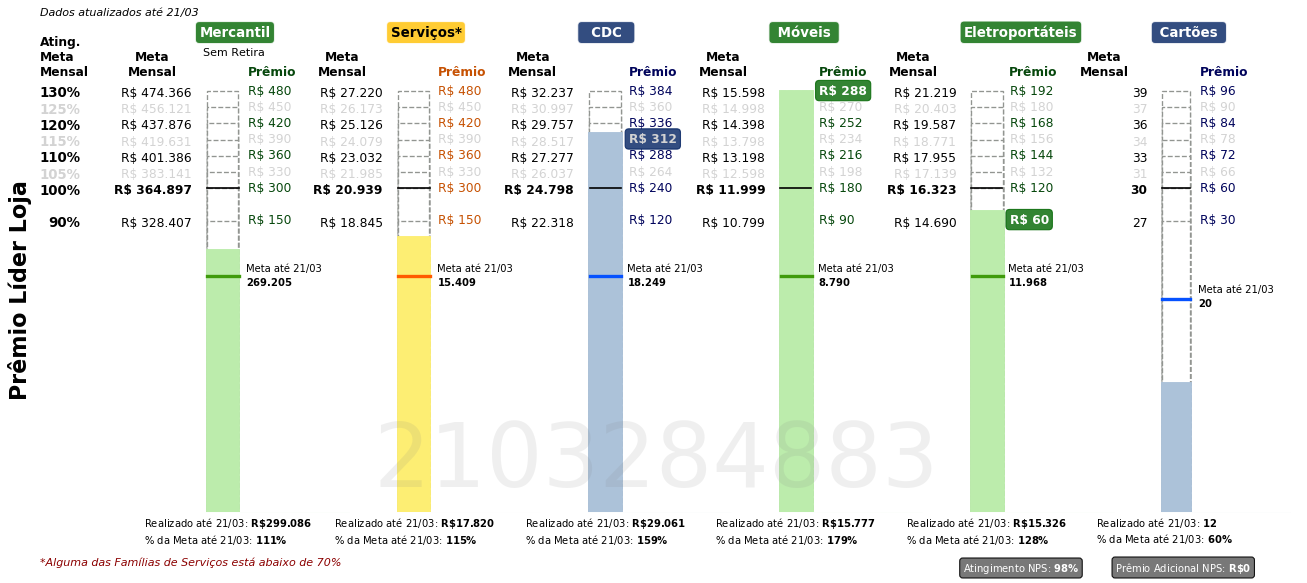 Dados atualizados até 21/03
Mercantil Serviços* CDC Móveis Eletroportáteis Cartões
Sem Retira
Ating. Meta Mensal
Meta Mensal Prêmio Meta Mensal Prêmio Meta Mensal Prêmio Meta Mensal Prêmio Meta Mensal Prêmio Meta Mensal Prêmio
130% R$ 474.366 R$ 480 R$ 27.220 R$ 480 R$ 32.237 R$ 384 R$ 15.598 R$ 288 R$ 21.219 R$ 192 39 R$ 96
125% R$ 456.121 R$ 450 R$ 26.173 R$ 450 R$ 30.997 R$ 360 R$ 14.998 R$ 270 R$ 20.403 R$ 180 37 R$ 90
120% R$ 437.876 R$ 420 R$ 25.126 R$ 420 R$ 29.757 R$ 336 R$ 14.398 R$ 252 R$ 19.587 R$ 168 36 R$ 84
115% R$ 419.631 R$ 390 R$ 24.079 R$ 390 R$ 28.517 R$ 312 R$ 13.798 R$ 234 R$ 18.771 R$ 156 34 R$ 78
110% R$ 401.386 R$ 360 R$ 23.032 R$ 360 R$ 27.277 R$ 288 R$ 13.198 R$ 216 R$ 17.955 R$ 144 33 R$ 72
105% R$ 383.141 R$ 330 R$ 21.985 R$ 330 R$ 26.037 R$ 264 R$ 12.598 R$ 198 R$ 17.139 R$ 132 31 R$ 66
100% R$ 364.897 R$ 300 R$ 20.939 R$ 300 R$ 24.798 R$ 240 R$ 11.999 R$ 180 R$ 16.323 R$ 120 30 R$ 60
90% R$ 328.407 R$ 150 R$ 18.845 R$ 150 R$ 22.318 R$ 120 R$ 10.799 R$ 90 R$ 14.690 R$ 60 27 R$ 30
Prêmio Líder Loja
Meta até 21/03 Meta até 21/03 Meta até 21/03 Meta até 21/03 Meta até 21/03
269.205 15.409 18.249 8.790 11.968
Meta até 21/03
20
2103284883
Realizado até 21/03: R$299.086 Realizado até 21/03: R$17.820 Realizado até 21/03: R$29.061 Realizado até 21/03: R$15.777 Realizado até 21/03: R$15.326 Realizado até 21/03: 12
% da Meta até 21/03: 111% % da Meta até 21/03: 115% % da Meta até 21/03: 159% % da Meta até 21/03: 179% % da Meta até 21/03: 128% % da Meta até 21/03: 60%
*Alguma das Famílias de Serviços está abaixo de 70%
Atingimento NPS: 98% Prêmio Adicional NPS: R$0